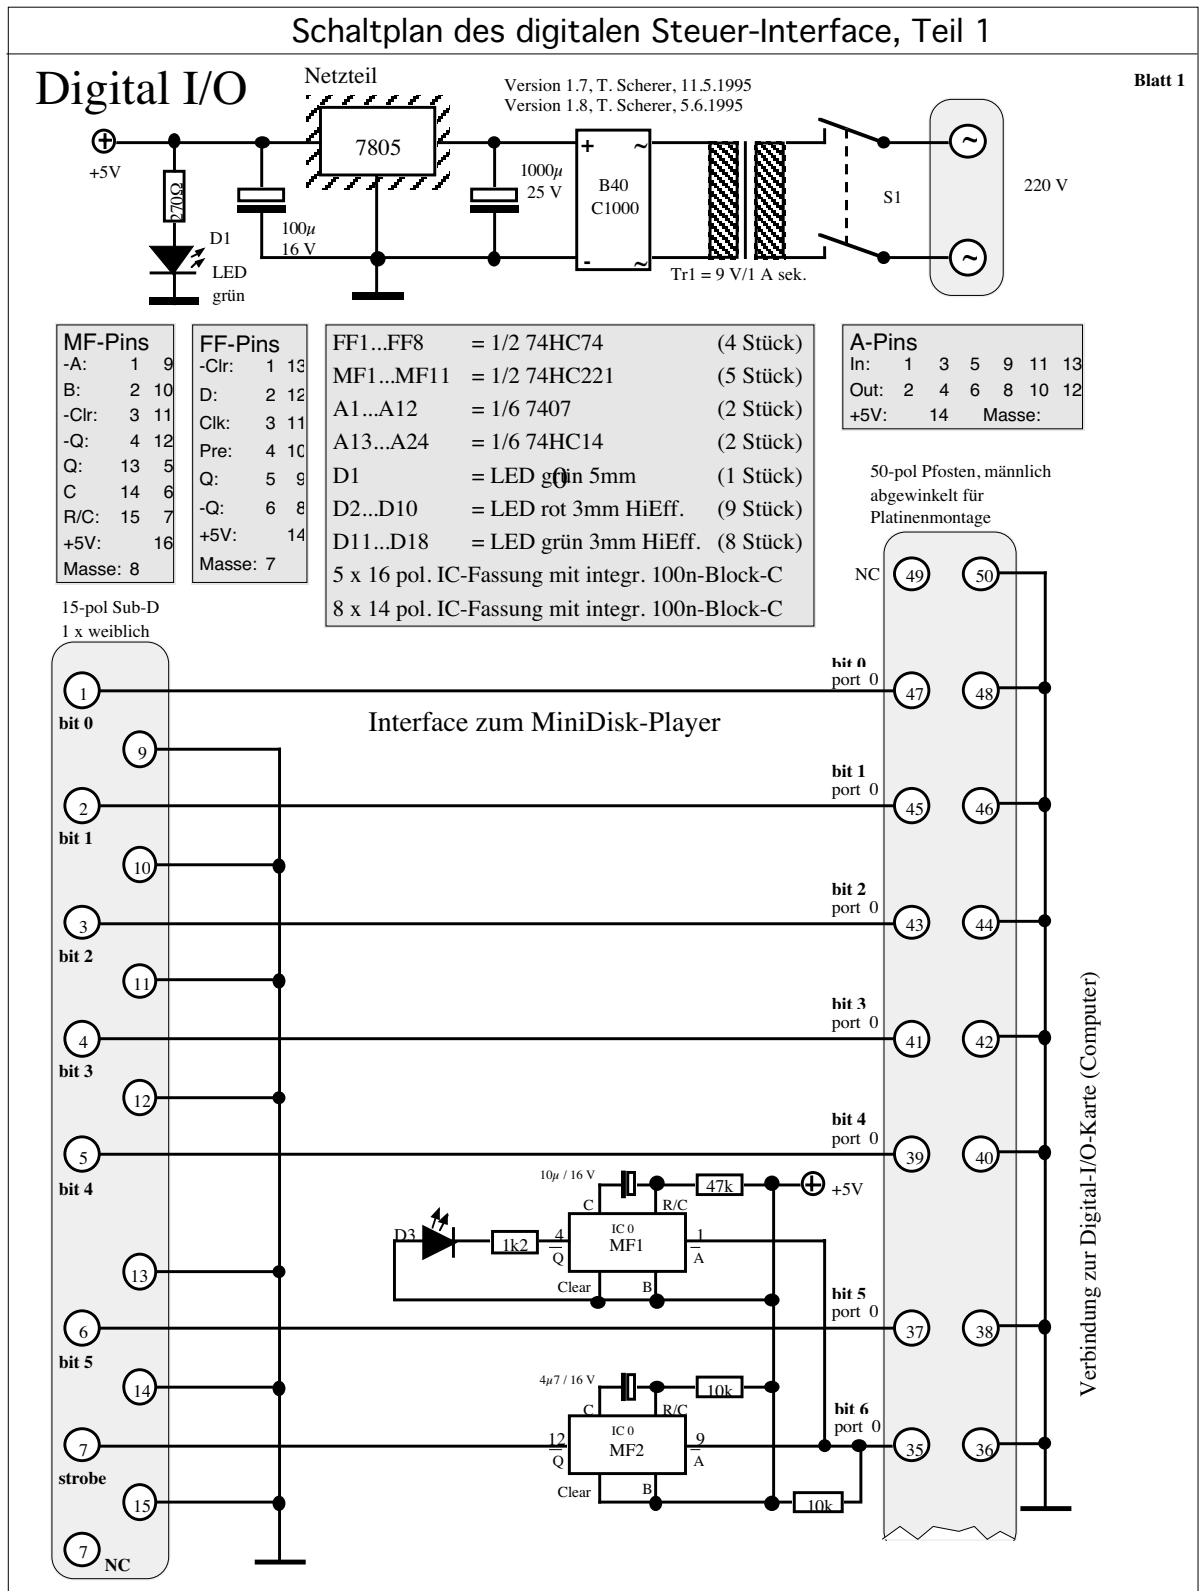 Schaltplan des digitalen Steuer-Interface, Teil 1
Digital I/O
Netzteil
Version 1.7, T. Scherer, 11.5.1995
Version 1.8, T. Scherer, 5.6.1995
Blatt 1
+5V
270Ω
D1
LED
grün
100µ
16 V
7805
1000µ
25 V
+ ~
B40
C1000
- ~
Tr1 = 9 V/1 A sek.
S1
~
~
220 V
MF-Pins
-A: 1 9
B: 2 10
-Clr: 3 11
-Q: 4 12
Q: 13 5
C 14 6
R/C: 15 7
+5V: 16
Masse: 8
FF-Pins
-Clr: 1 13
D: 2 12
Clk: 3 11
Pre: 4 10
Q: 5 9
-Q: 6 8
+5V: 14
Masse: 7
FF1...FF8 = 1/2 74HC74 (4 Stück)
MF1...MF11 = 1/2 74HC221 (5 Stück)
A1...A12 = 1/6 7407 (2 Stück)
A13...A24 = 1/6 74HC14 (2 Stück)
D1 = LED grün 5mm (1 Stück)
0
D2...D10 = LED rot 3mm HiEff. (9 Stück)
D11...D18 = LED grün 3mm HiEff. (8 Stück)
5 x 16 pol. IC-Fassung mit integr. 100n-Block-C
8 x 14 pol. IC-Fassung mit integr. 100n-Block-C
A-Pins
In: 1 3 5 9 11 13
Out: 2 4 6 8 10 12
+5V: 14 Masse:
50-pol Pfosten, männlich
abgewinkelt für
Platinenmontage
NC 49 50
15-pol Sub-D
1 x weiblich
1
bit 0
bit 0
port 0
47 48
Interface zum MiniDisk-Player
9
2
bit 1
bit 1
port 0
45 46
10
3
bit 2
bit 2
port 0
43 44
11
4
bit 3
bit 3
port 0
41 42
12
5
bit 4
bit 4
port 0
39 40
10µ / 16 V
47k
+5V
C R/C
D3
1k2
4
Q
IC 0
MF1
1
A
Clear B
13
6
bit 5
bit 5
port 0
37 38
14
4µ7 / 16 V
10k
C R/C
7
strobe
12
Q
IC 0
MF2
9
A
Clear B
bit 6
port 0
35 36
10k
15
7
NC
Verbindung zur Digital-I/O-Karte (Computer)